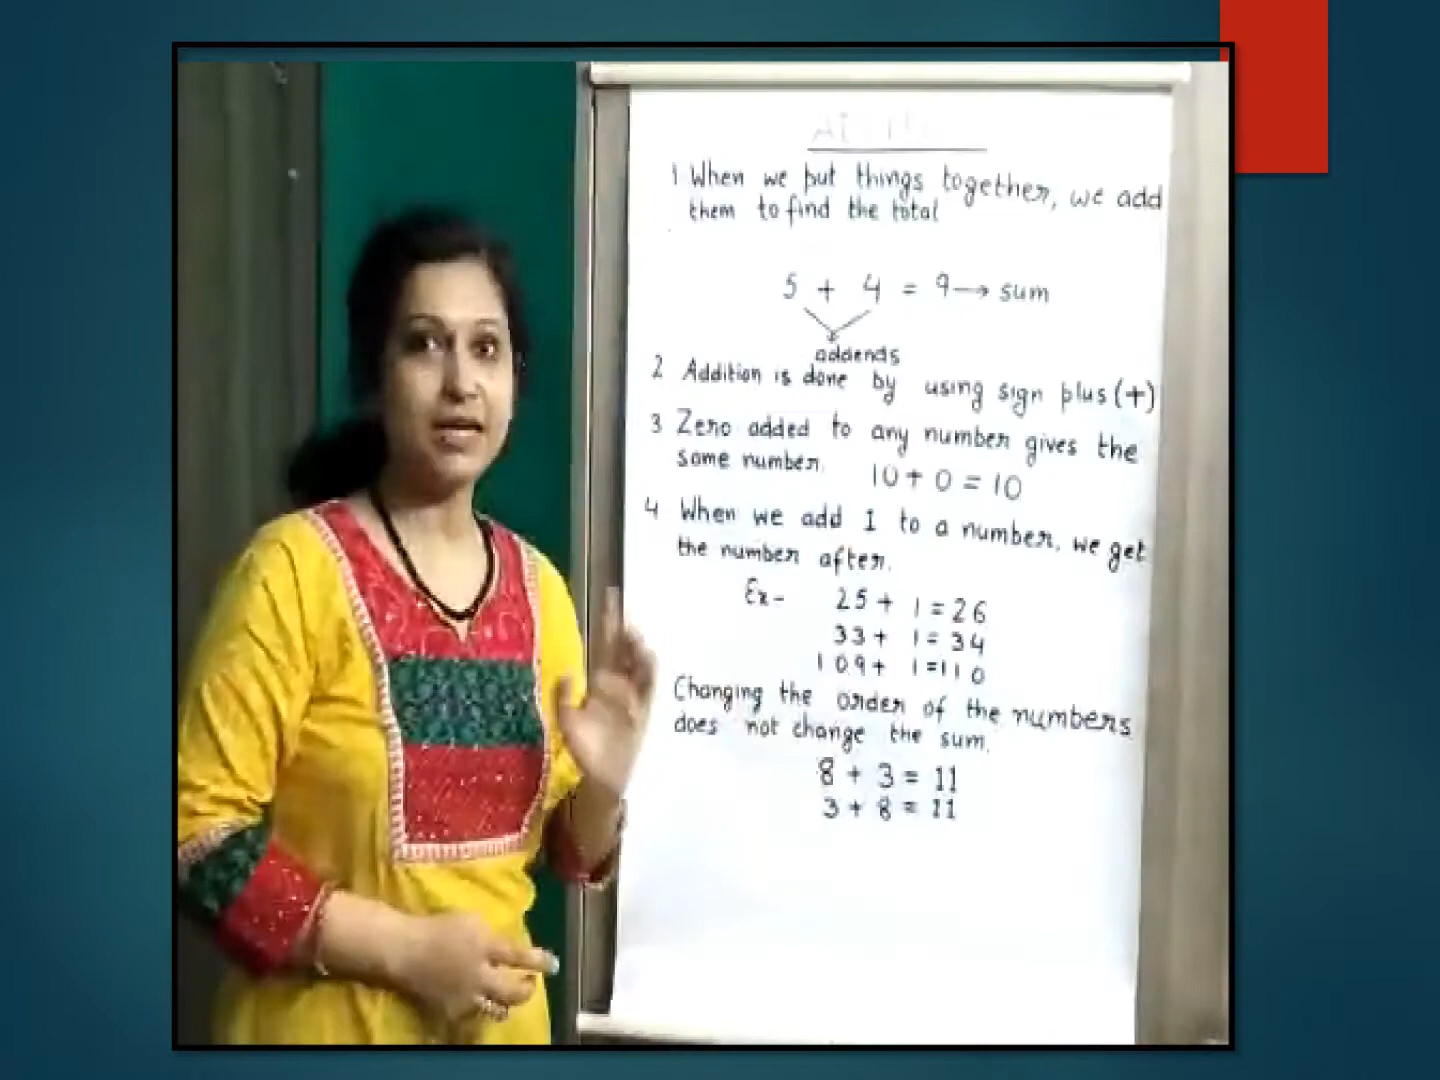 1 When we put things together, we add
them to find the total
5 + 4 = 9 → sum
addends
2 Addition is done by using sign plus (+)
3 Zero added to any number gives the
same number. 10 + 0 = 10
4 When we add 1 to a number, we get
the number after.
Ex- 25 + 1 = 26
33 + 1 = 34
109 + 1 = 110
Changing the order of the numbers
does not change the sum.
8 + 3 = 11
3 + 8 = 11